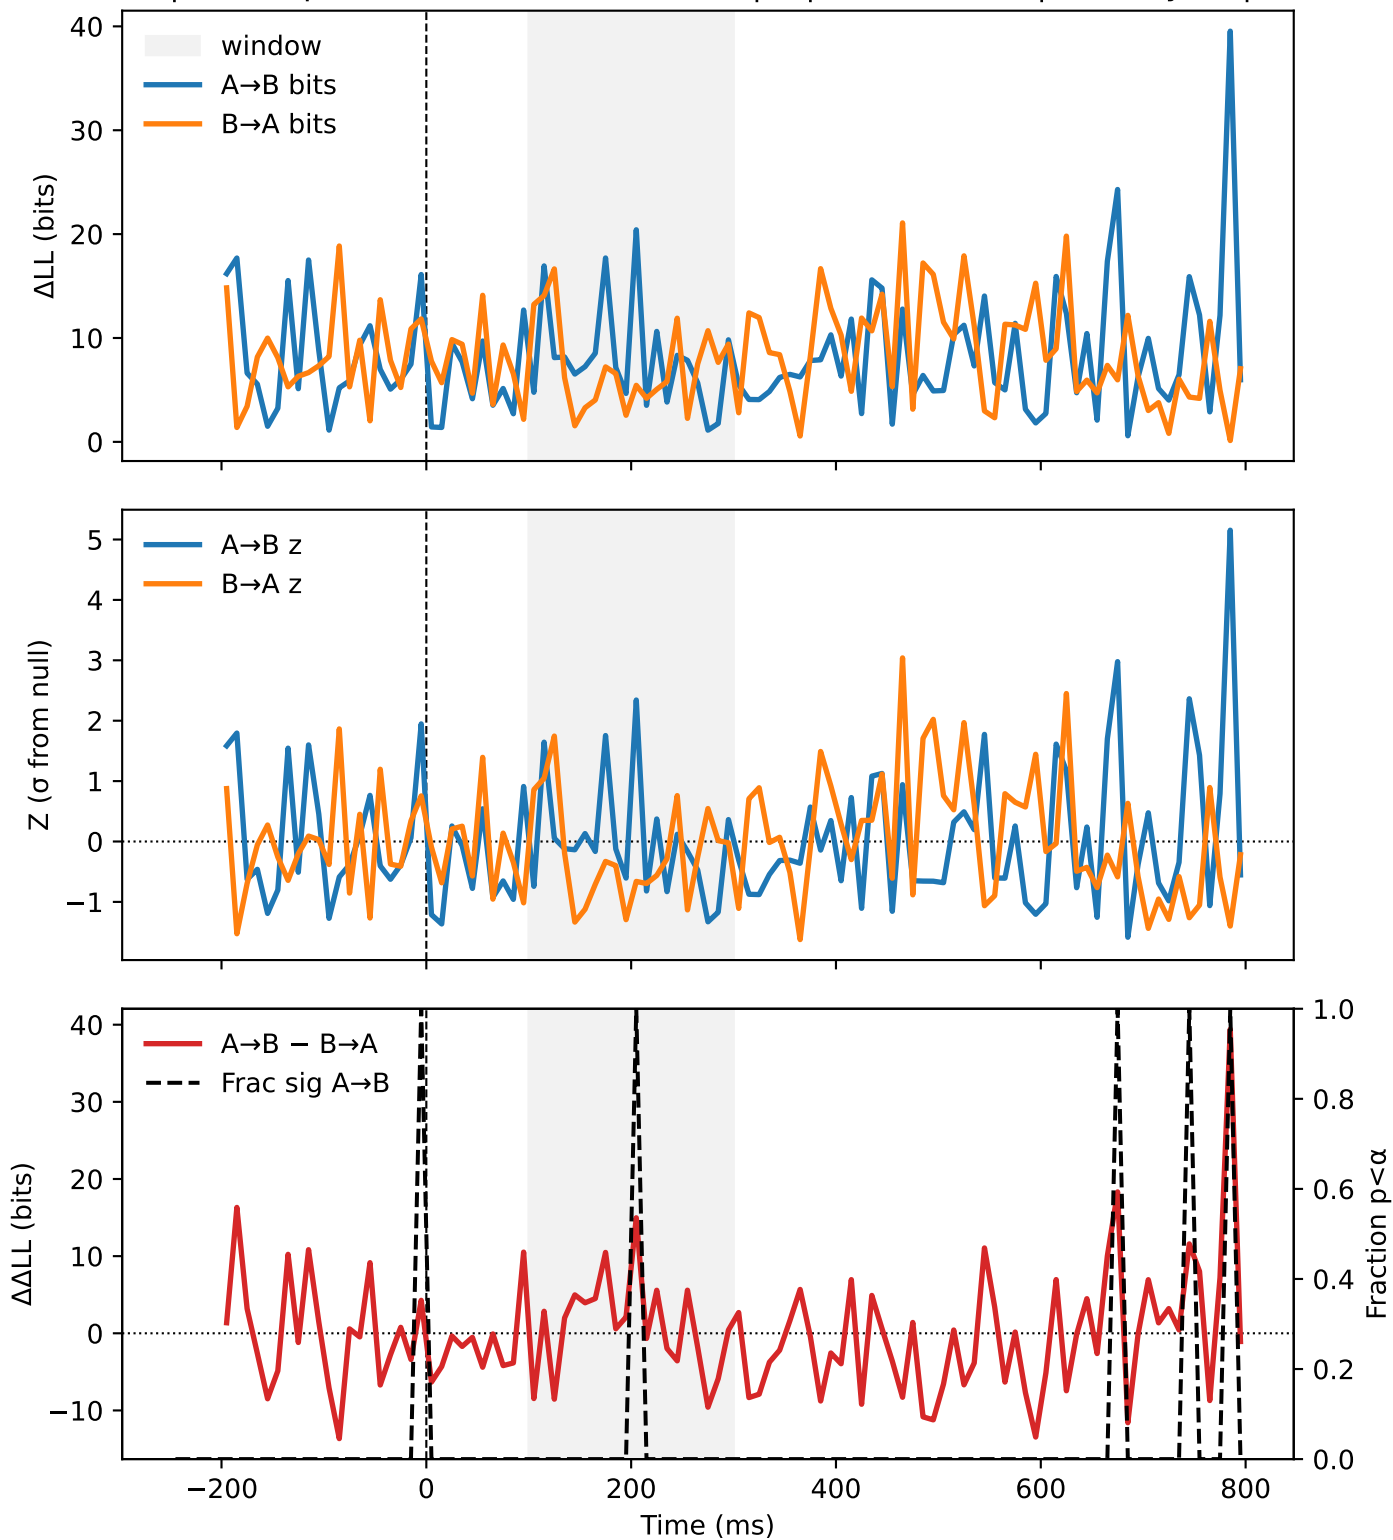 40
window
A→B bits
B→A bits
30
20
10
0
ΔLL (bits)
5
A→B z
B→A z
4
3
2
1
0
−1
Z (σ from null)
40
A→B − B→A
Frac sig A→B
30
20
10
0
−10
ΔΔLL (bits)
1.0
0.8
0.6
0.4
0.2
0.0
Fraction p<α
−200
0
200
400
600
800
Time (ms)